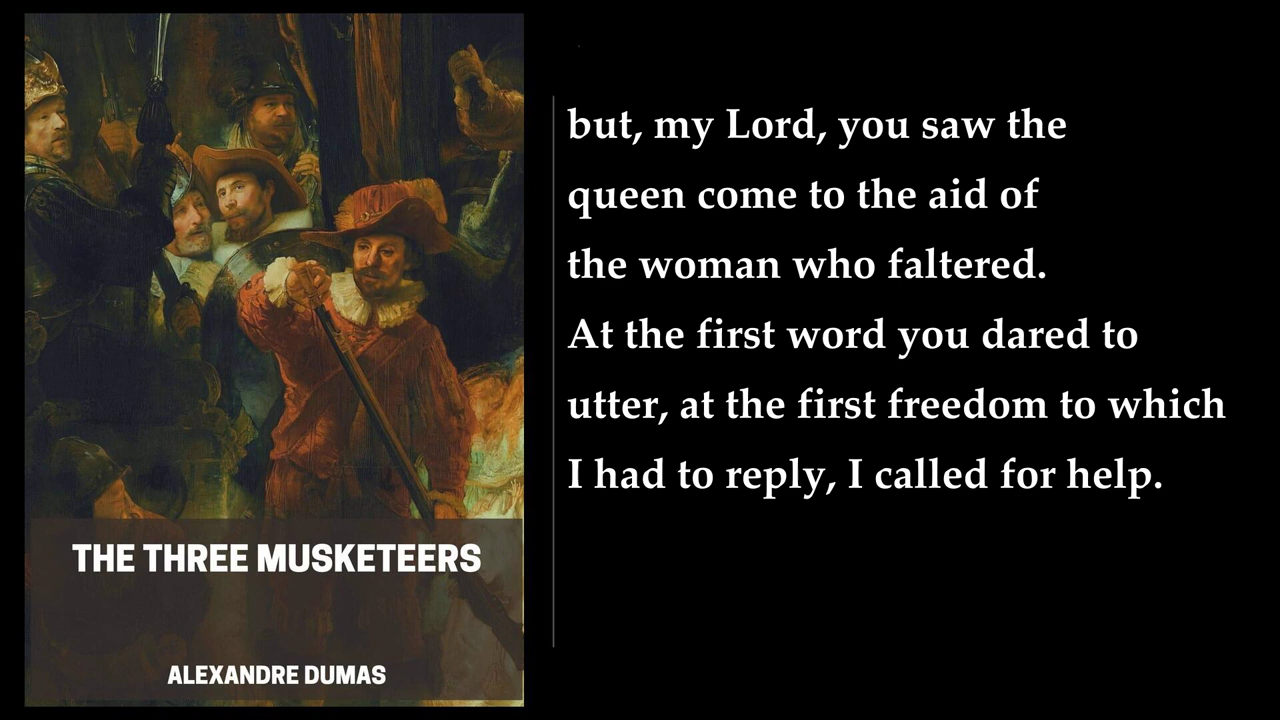 but, my Lord, you saw the
queen come to the aid of
the woman who faltered.
At the first word you dared to
utter, at the first freedom to which
I had to reply, I called for help.
THE THREE MUSKETEERS
ALEXANDRE DUMAS